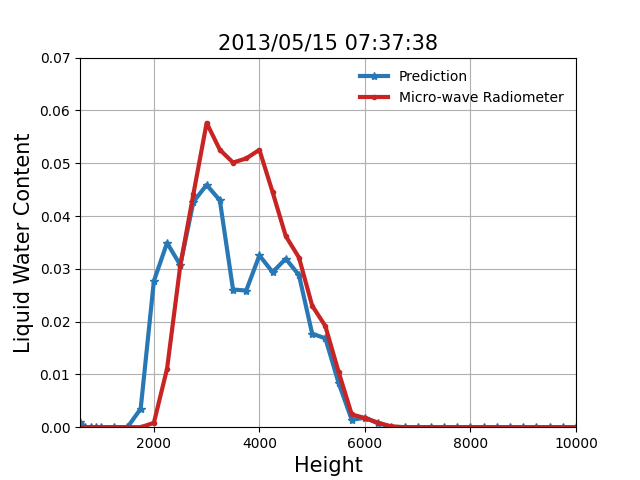 2013/05/15 07:37:38
0.07
0.06
0.05
0.04
0.03
0.02
0.01
0.00
Liquid Water Content
Prediction
Micro-wave Radiometer
2000 4000 6000 8000 10000
Height